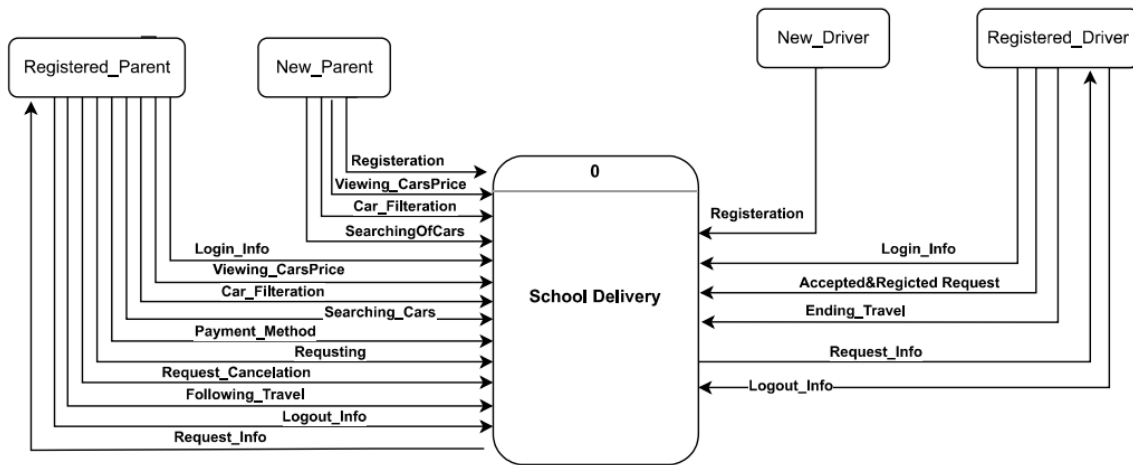 New_Driver
Registered_Driver
Registered_Parent
New_Parent
Registeration
0
Viewing_CarsPrice
Car_Filteration
Registeration
SearchingOfCars
Login_Info
Login_Info
Viewing_CarsPrice
Accepted&Regicted Request
Car_Filteration
School Delivery
Searching_Cars
Ending_Travel
Payment_Method
Requsting
Request_Info
Request_Cancelation
Logout_Info
Following_Travel
Logout_Info
Request_Info